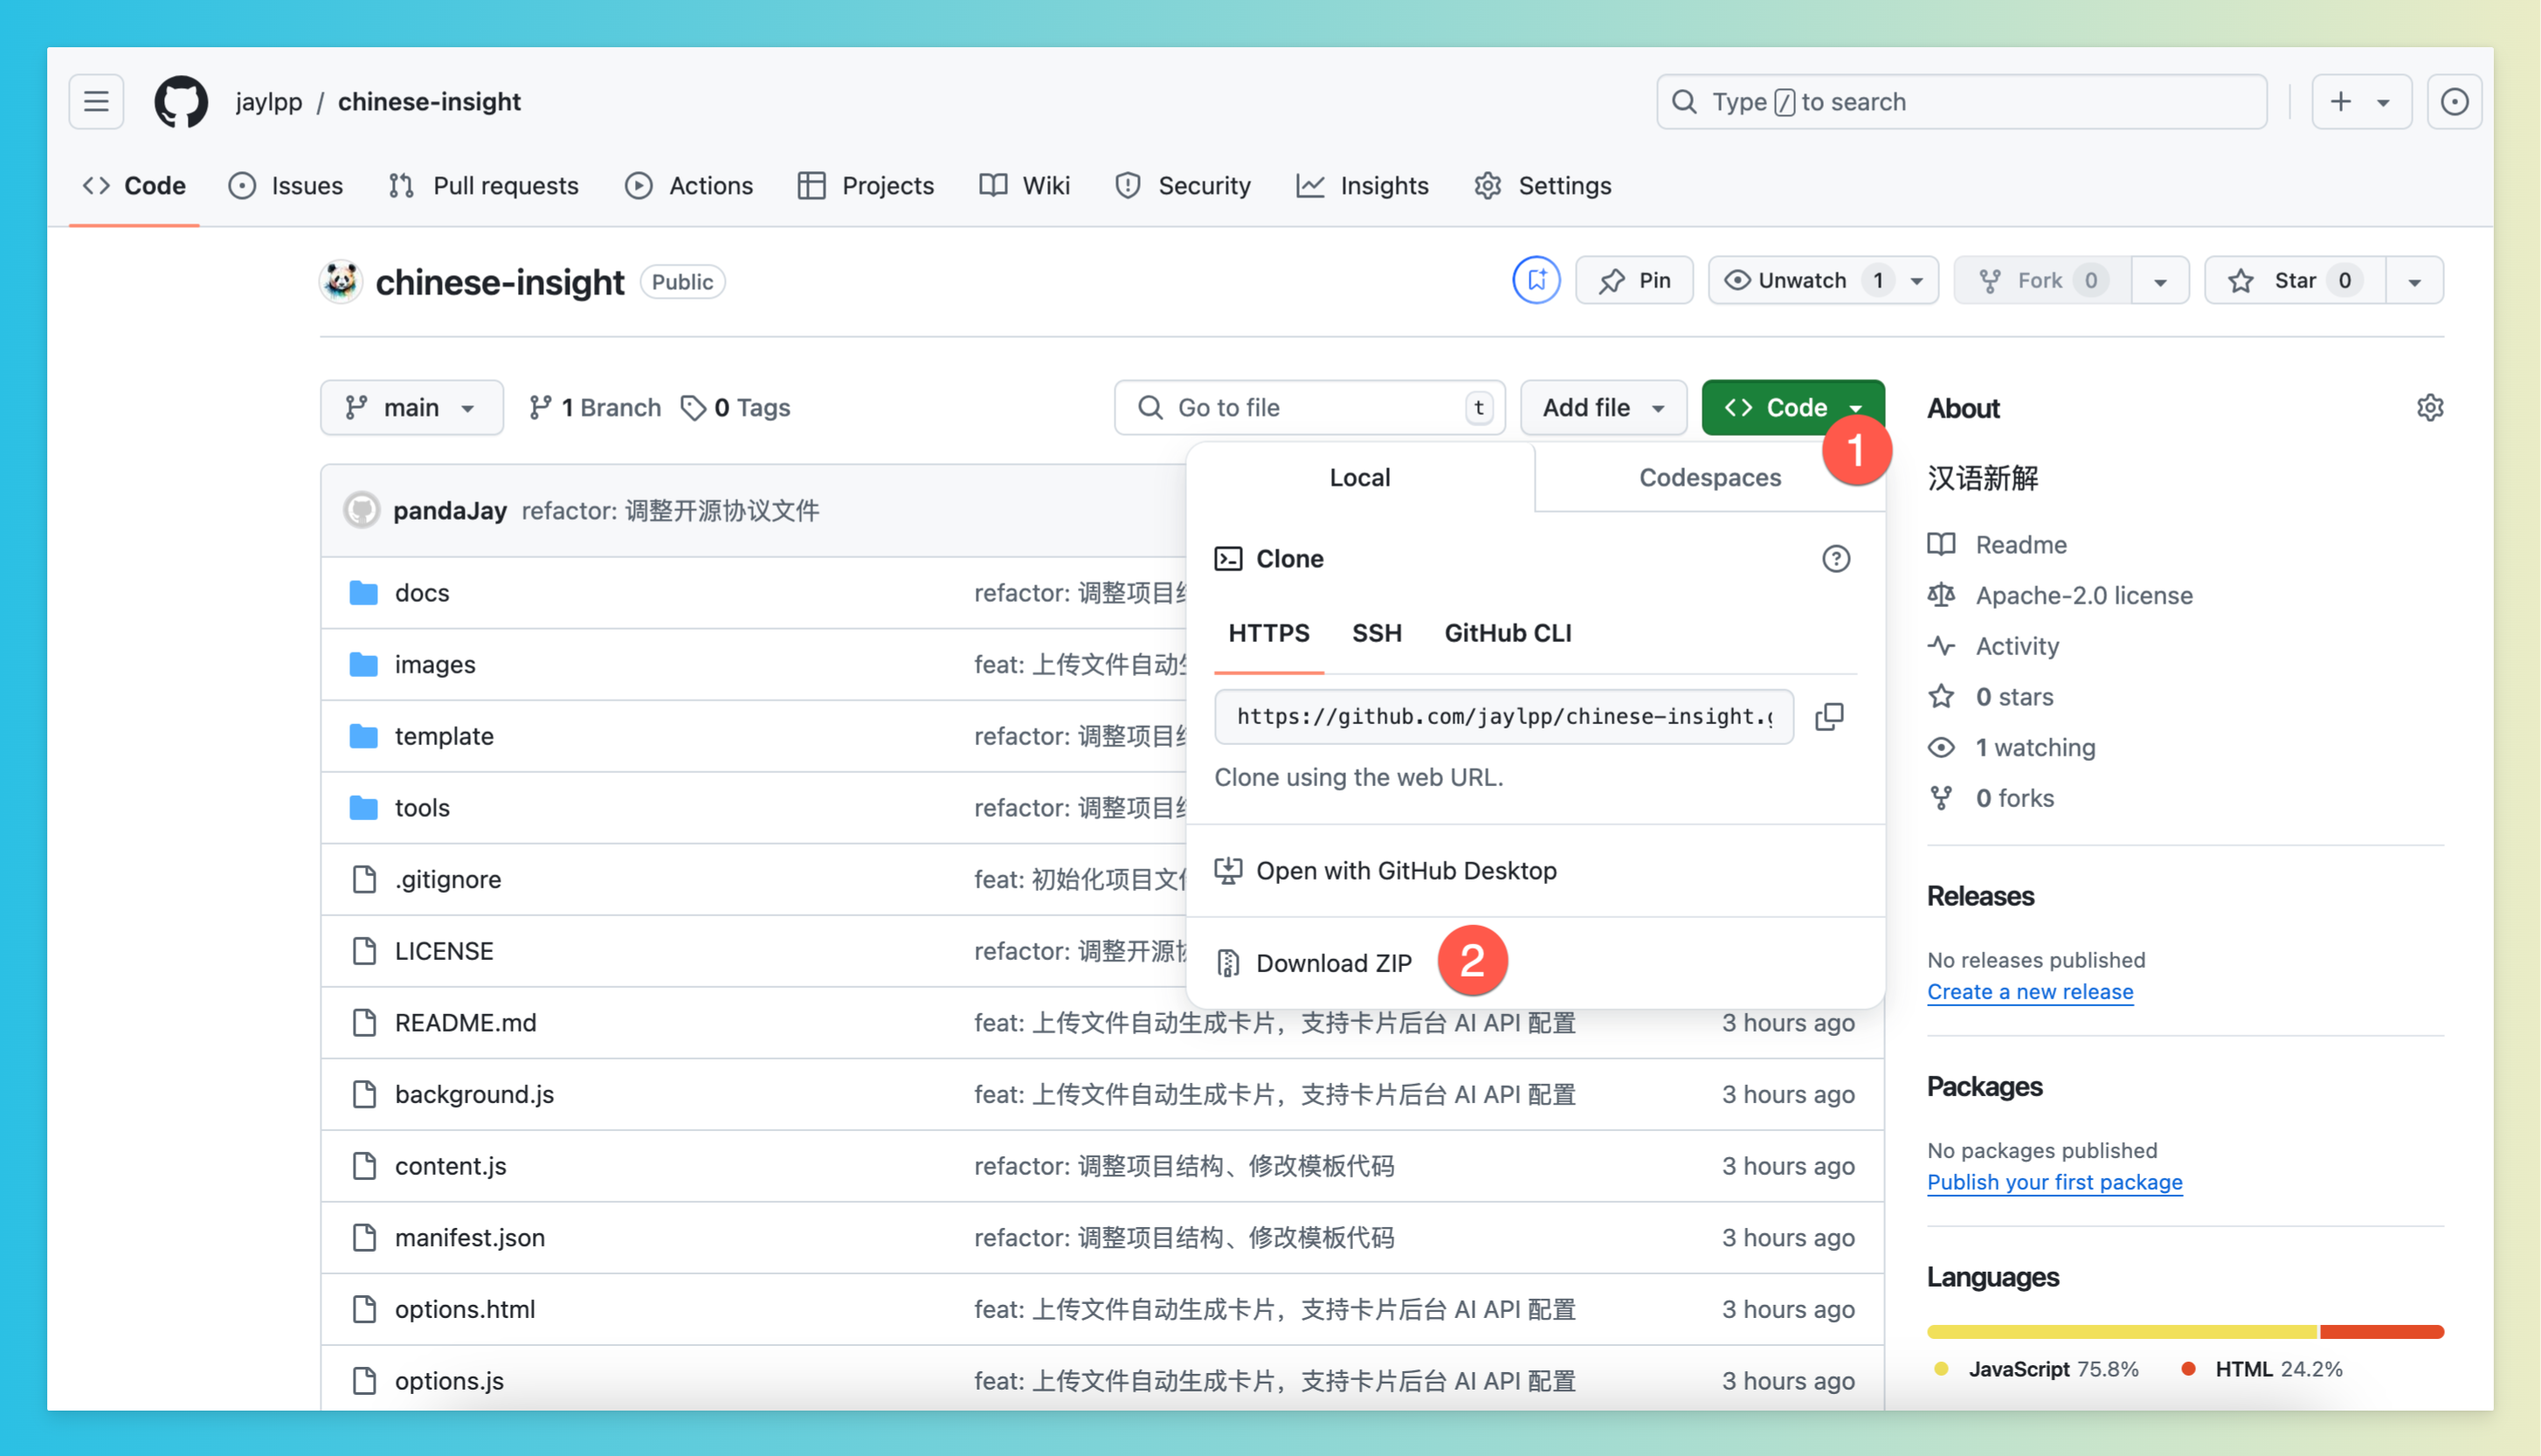 jaylpp / chinese-insight
Type / to search
Code Issues Pull requests Actions Projects Wiki Security Insights Settings
chinese-insight Public
Pin Unwatch 1 Fork 0 Star 0
main 1 Branch 0 Tags
Go to file t Add file Code
1
Local Codespaces
Clone
HTTPS SSH GitHub CLI
https://github.com/jaylpp/chinese-insight.
Clone using the web URL.
Open with GitHub Desktop
Download ZIP 2
pandaJay refactor: 调整开源协议文件
docs refactor: 调整项目
images feat: 上传文件自动
template refactor: 调整项目
tools refactor: 调整项目
.gitignore feat: 初始化项目文
LICENSE refactor: 调整开源
README.md feat: 上传文件自动生成卡片，支持卡片后台 AI API 配置 3 hours ago
background.js feat: 上传文件自动生成卡片，支持卡片后台 AI API 配置 3 hours ago
content.js refactor: 调整项目结构、修改模板代码 3 hours ago
manifest.json refactor: 调整项目结构、修改模板代码 3 hours ago
options.html feat: 上传文件自动生成卡片，支持卡片后台 AI API 配置 3 hours ago
options.js feat: 上传文件自动生成卡片，支持卡片后台 AI API 配置 3 hours ago
About
汉语新解
Readme
Apache-2.0 license
Activity
0 stars
1 watching
0 forks
Releases
No releases published
Create a new release
Packages
No packages published
Publish your first package
Languages
JavaScript 75.8% HTML 24.2%